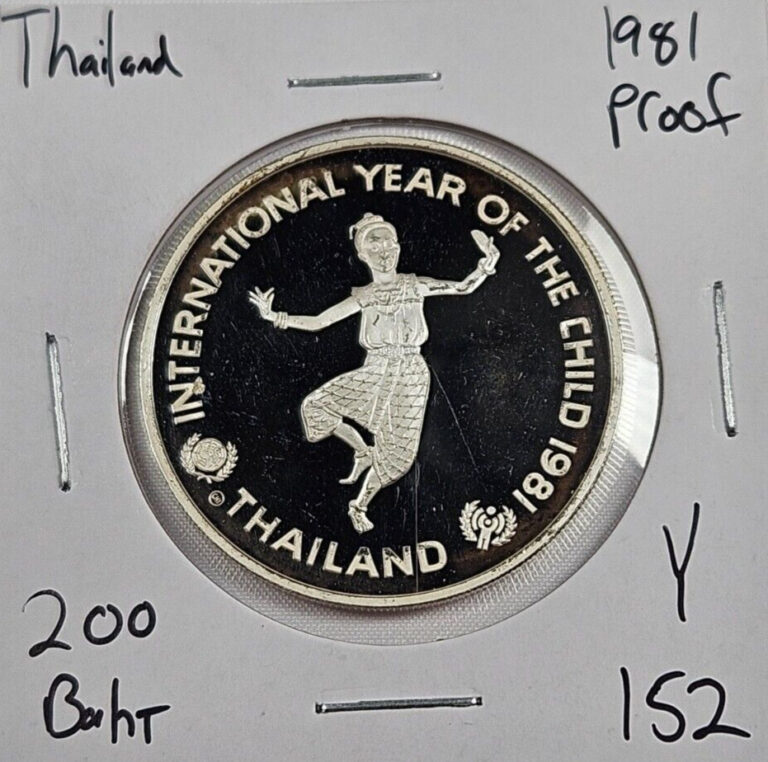 Thailand
1981
Proof
INTERNATIONAL YEAR OF THE CHILD 1981
THAILAND
200
Baht
Y
152